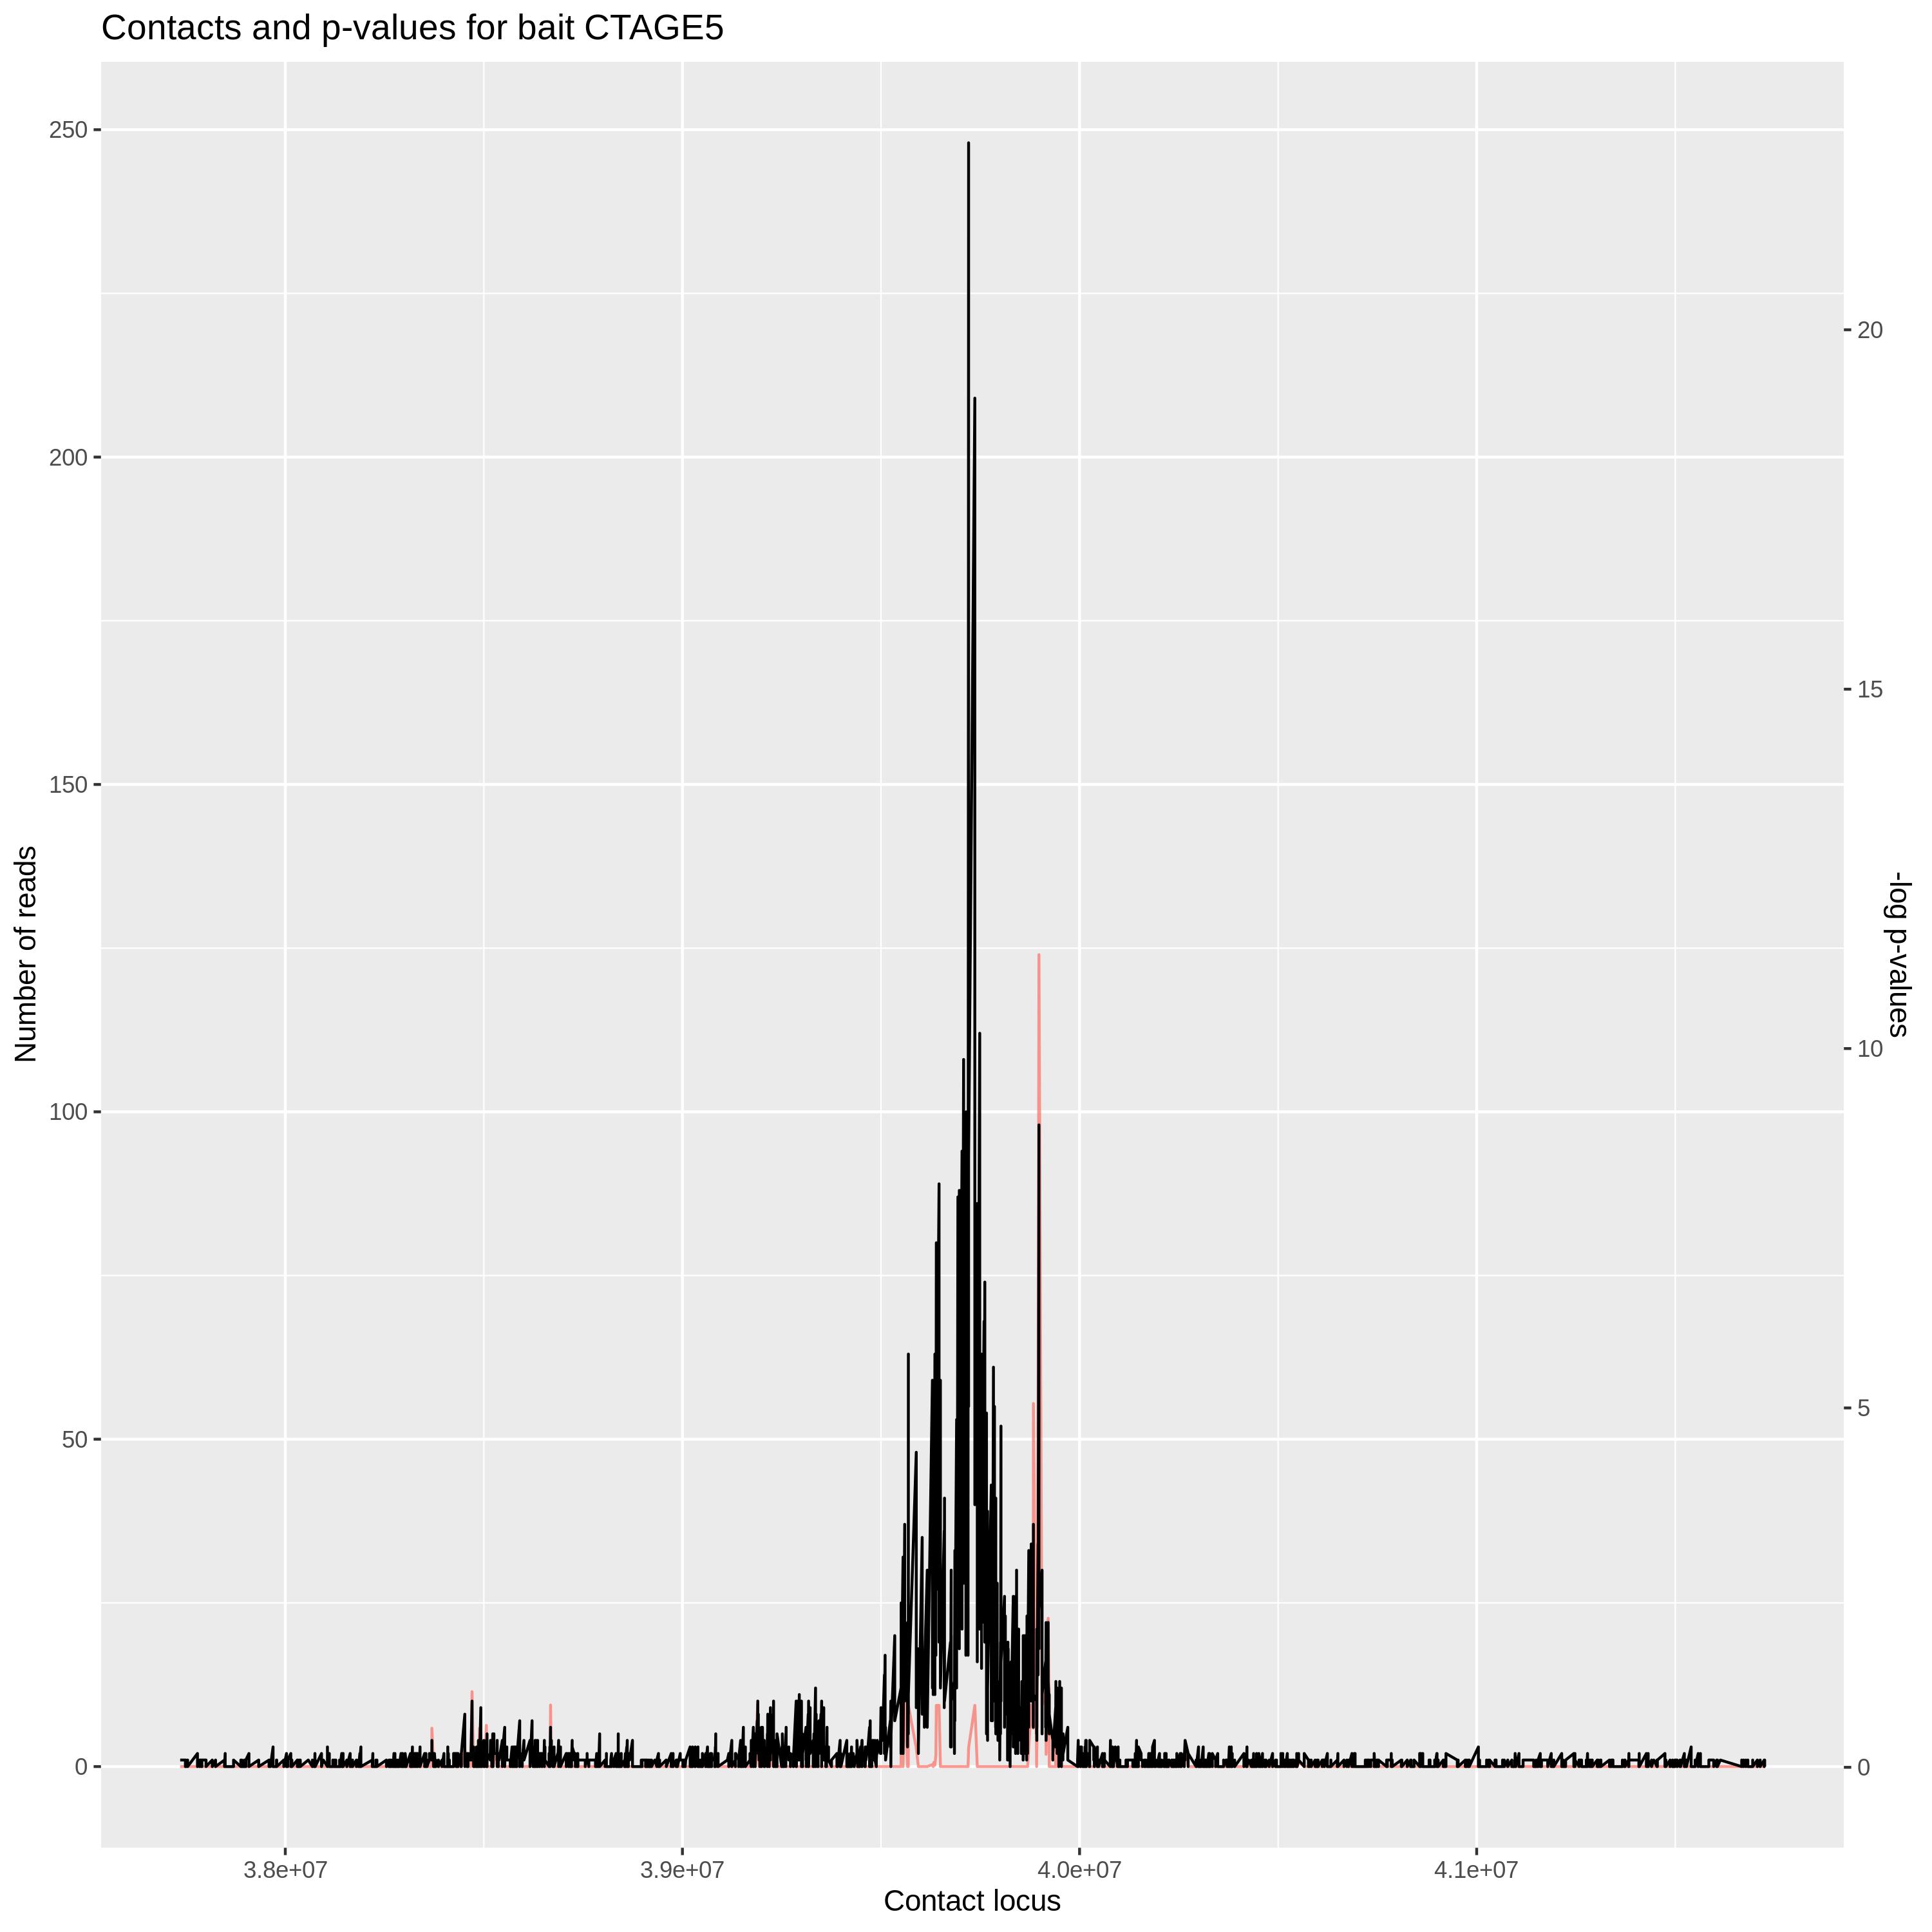 Contacts and p-values for bait CTAGE5
Number of reads
250
200
150
100
50
0
20
15
10
5
0
-log p-values
3.8e+07
3.9e+07
4.0e+07
4.1e+07
Contact locus